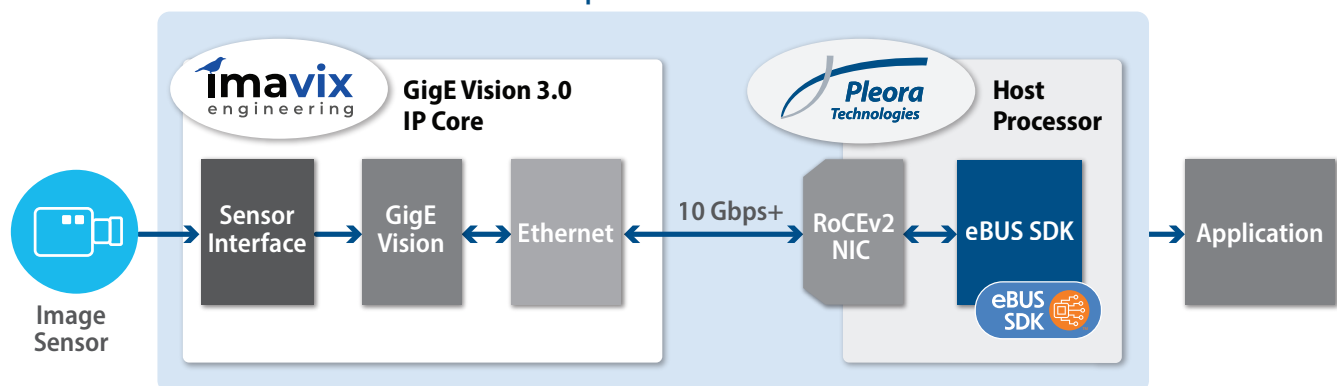 imavix
engineering
GigE Vision 3.0
IP Core
Pleora
Technologies
Host
Processor
Sensor
Interface
GigE
Vision
Ethernet
10 Gbps+
RoCEv2
NIC
eBUS SDK
Application
eBUS
SDK
Image
Sensor